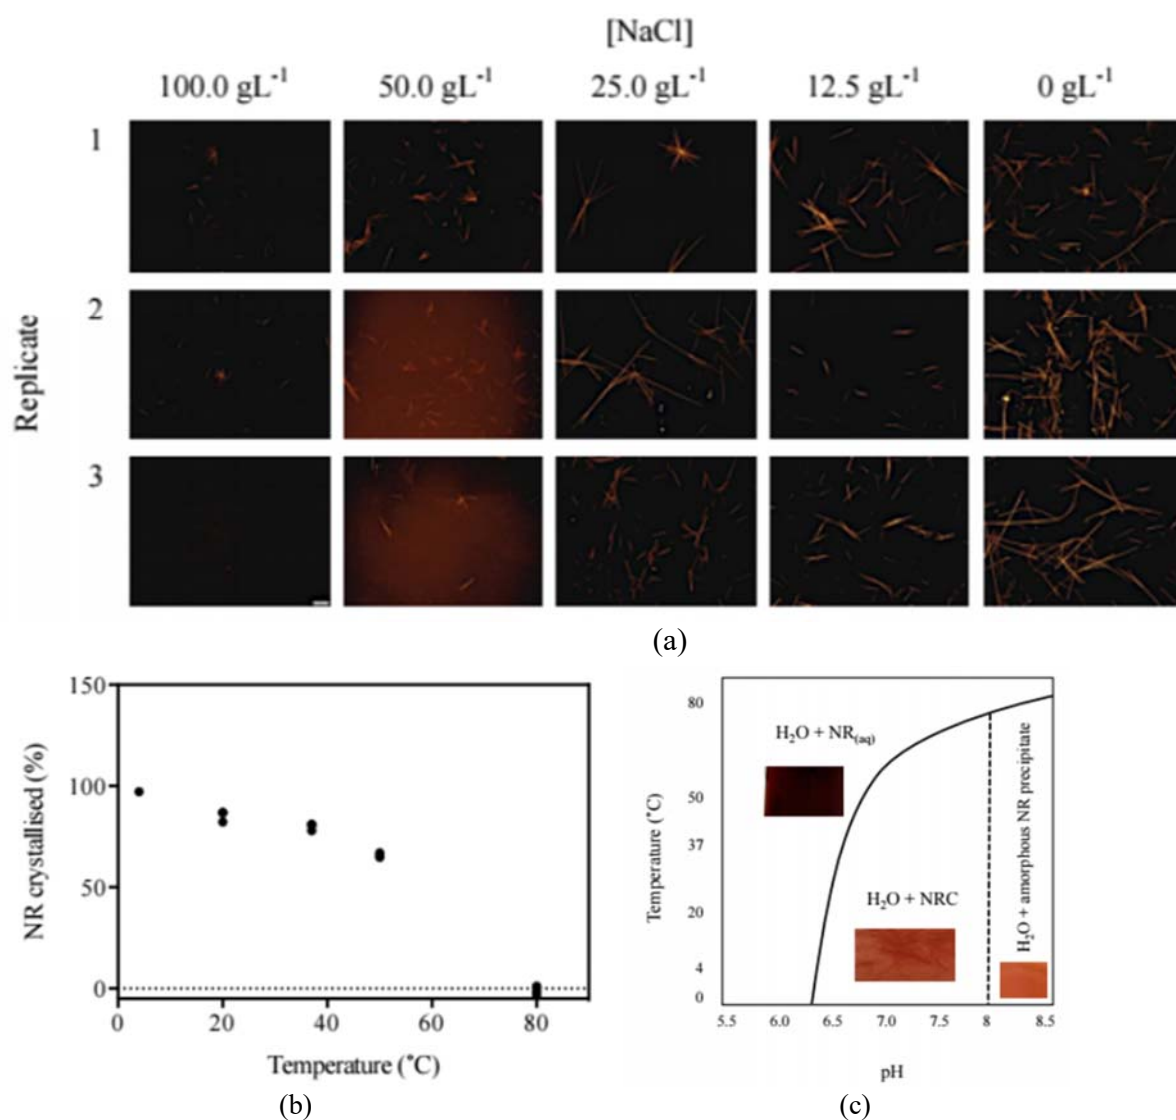 [NaCl]
100.0 gL⁻¹ 50.0 gL⁻¹ 25.0 gL⁻¹ 12.5 gL⁻¹ 0 gL⁻¹
Replicate
1
2
3
(a)
NR crystallised (%)
150
100
50
0
0 20 40 60 80
Temperature (˚C)
(b)
Temperature (˚C)
80
50
37
20
4
0
H₂O + NR₍aq₎
H₂O + NRC
H₂O + amorphous NR precipitate
5.5 6.0 6.5 7.0 7.5 8 8.5
pH
(c)